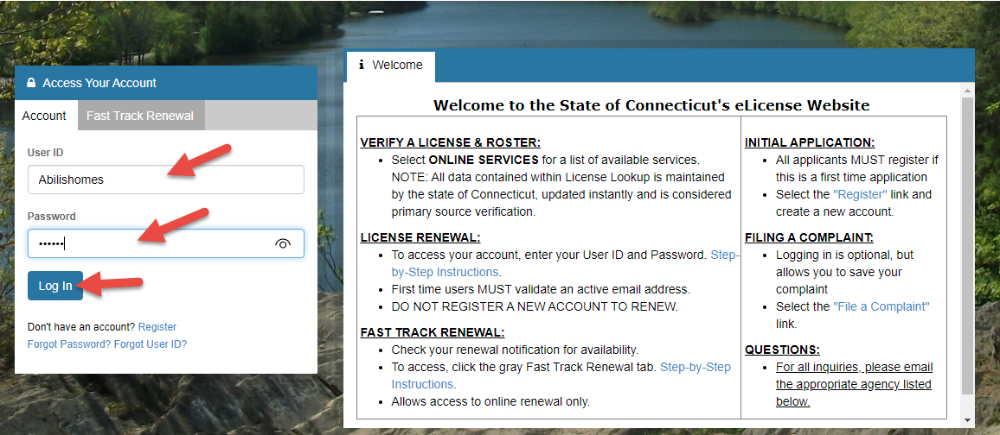 Access Your Account
Account Fast Track Renewal
User ID
Abilishomes
Password
••••••
Log In
Don't have an account? Register
Forgot Password? Forgot User ID?
Welcome
Welcome to the State of Connecticut's eLicense Website
VERIFY A LICENSE & ROSTER:
• Select ONLINE SERVICES for a list of available services.
NOTE: All data contained within License Lookup is maintained
by the state of Connecticut, updated instantly and is considered
primary source verification.
LICENSE RENEWAL:
• To access your account, enter your User ID and Password. Step-
by-Step Instructions.
• First time users MUST validate an active email address.
• DO NOT REGISTER A NEW ACCOUNT TO RENEW.
FAST TRACK RENEWAL:
• Check your renewal notification for availability.
• To access, click the gray Fast Track Renewal tab. Step-by-Step
Instructions.
• Allows access to online renewal only.
INITIAL APPLICATION:
• All applicants MUST register if
this is a first time application
• Select the "Register" link and
create a new account.
FILING A COMPLAINT:
• Logging in is optional, but
allows you to save your
complaint
• Select the "File a Complaint"
link.
QUESTIONS:
• For all inquiries, please email
the appropriate agency listed
below.